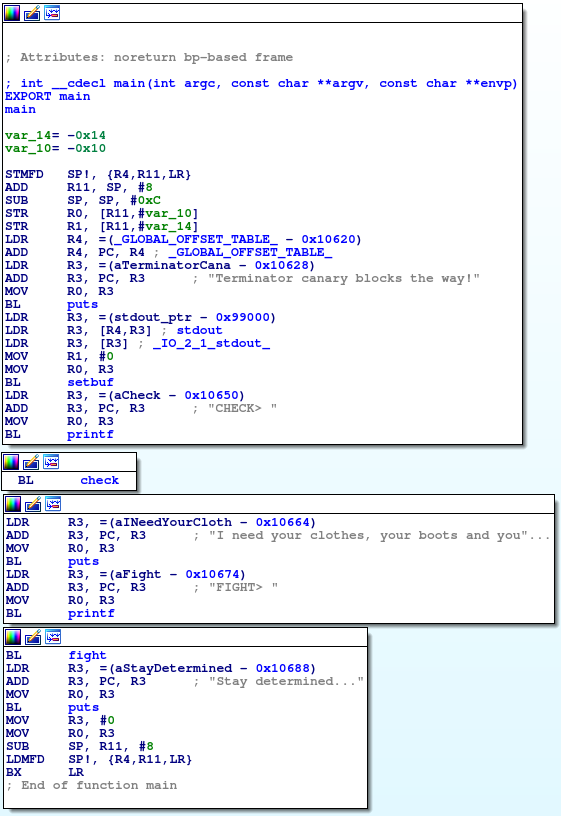 ; Attributes: noreturn bp-based frame
; int __cdecl main(int argc, const char **argv, const char **envp)
EXPORT main
main
var_14= -0x14
var_10= -0x10
STMFD SP!, {R4,R11,LR}
ADD R11, SP, #8
SUB SP, SP, #0xC
STR R0, [R11,#var_10]
STR R1, [R11,#var_14]
LDR R4, =(_GLOBAL_OFFSET_TABLE_ - 0x10620)
ADD R4, PC, R4 ; _GLOBAL_OFFSET_TABLE_
LDR R3, =(aTerminatorCana - 0x10628)
ADD R3, PC, R3 ; "Terminator canary blocks the way!"
MOV R0, R3
BL puts
LDR R3, =(stdout_ptr - 0x99000)
LDR R3, [R4,R3] ; stdout
LDR R3, [R3] ; _IO_2_1_stdout_
MOV R1, #0
MOV R0, R3
BL setbuf
LDR R3, =(aCheck - 0x10650)
ADD R3, PC, R3 ; "CHECK> "
MOV R0, R3
BL printf
BL check
LDR R3, =(aINeedYourCloth - 0x10664)
ADD R3, PC, R3 ; "I need your clothes, your boots and you"...
MOV R0, R3
BL puts
LDR R3, =(aFight - 0x10674)
ADD R3, PC, R3 ; "FIGHT> "
MOV R0, R3
BL printf
BL fight
LDR R3, =(aStayDetermined - 0x10688)
ADD R3, PC, R3 ; "Stay determined..."
MOV R0, R3
BL puts
MOV R3, #0
MOV R0, R3
SUB SP, R11, #8
LDMFD SP!, {R4,R11,LR}
BX LR
; End of function main